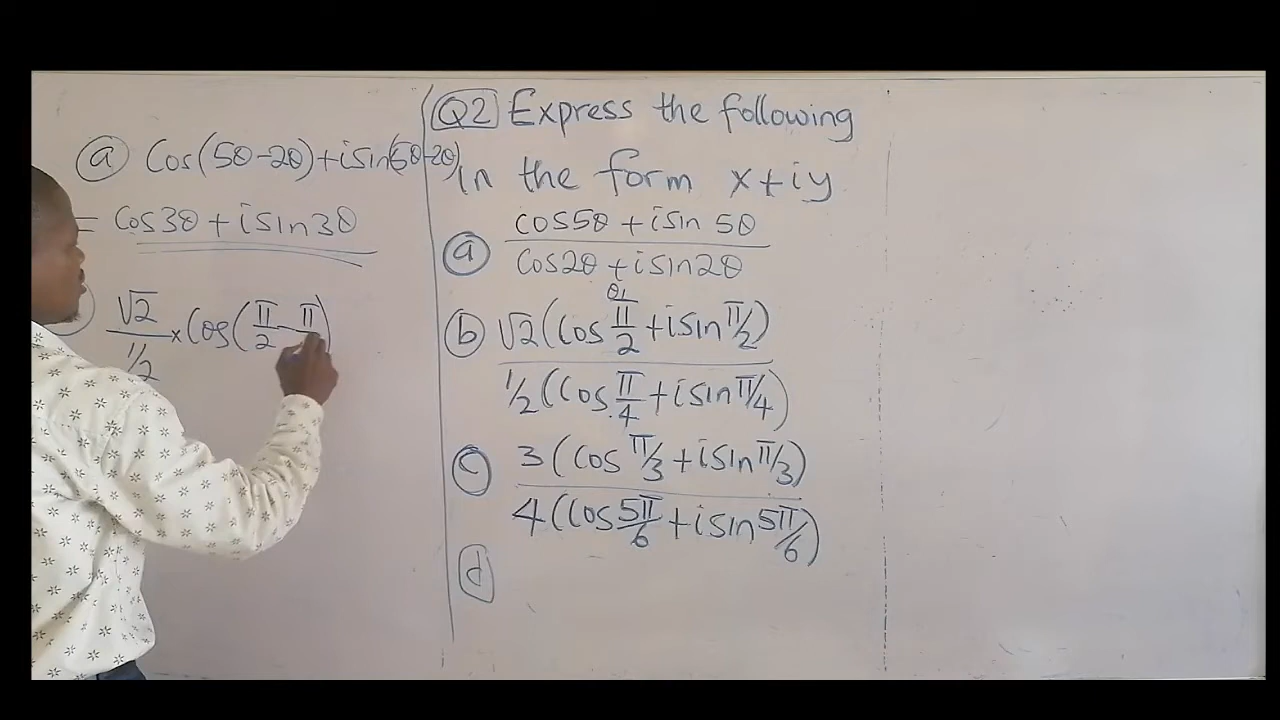 ⓐ Cos(5θ-2θ)+isin(5θ-2θ)
= Cos3θ + isin3θ
√2/½ × Cos(π/2 - π
Q2 Express the following
in the form x+iy
ⓐ cos5θ + isin 5θ
Cos2θ + isin2θ
θ1
ⓑ √2(Cos π/2 + isin π/2)
½(Cos π/4 + isin π/4)
ⓒ 3(cos π/3 + isin π/3)
4(Cos 5π/6 + isin 5π/6)
ⓓ